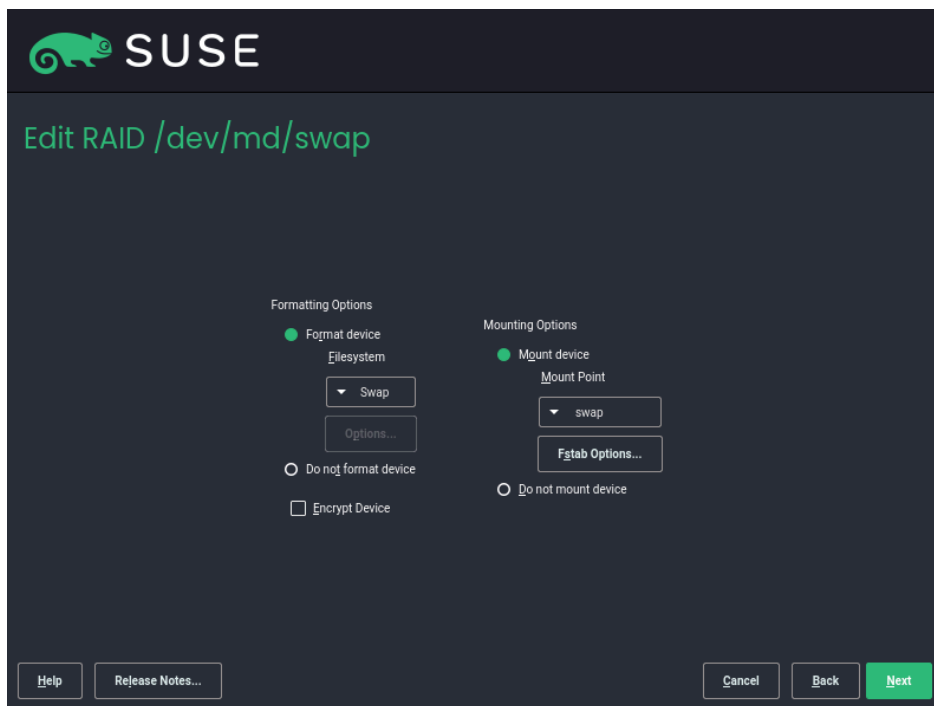 SUSE
Edit RAID /dev/md/swap
Formatting Options
Format device
Filesystem
Swap
Options...
Do not format device
Encrypt Device
Mounting Options
Mount device
Mount Point
swap
Fstab Options...
Do not mount device
Help
Release Notes...
Cancel
Back
Next